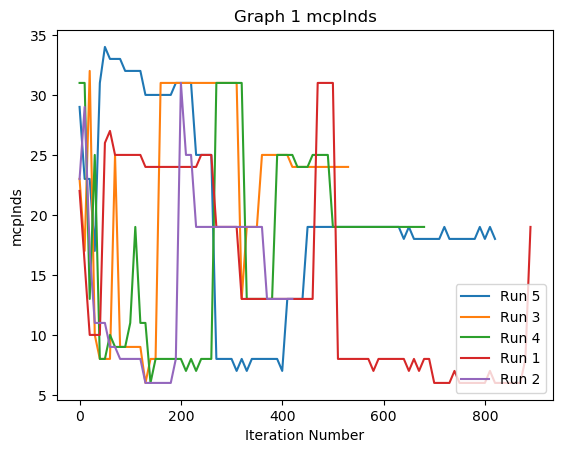 Graph 1 mcpInds
mcpInds
35
30
25
20
15
10
5
0
200
400
600
800
Iteration Number
Run 5
Run 3
Run 4
Run 1
Run 2